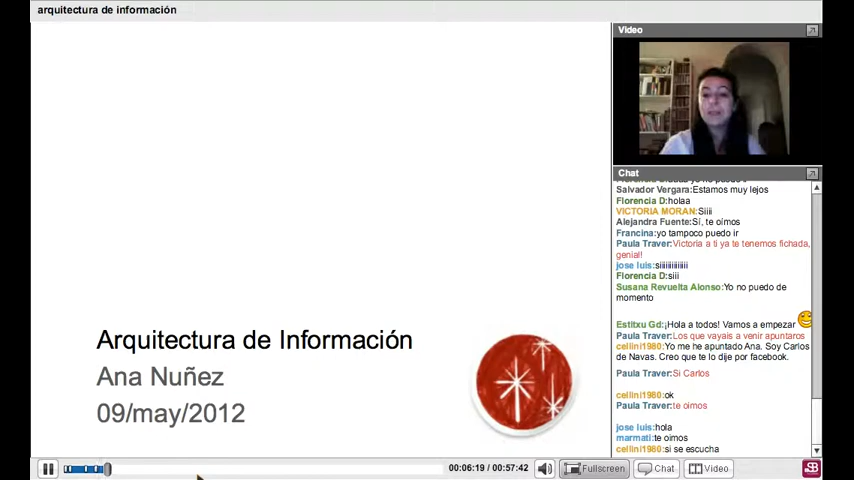 arquitectura de información
Video
Chat
Salvador Vergara:Estamos muy lejos
Florencia D:holaa
VICTORIA MORAN:Siiii
Alejandra Fuente:Sí, te oímos
Francina:yo tampoco puedo ir
Paula Traver:Victoria a ti ya te tenemos fichada,
genial!
jose luis:siiiiiiiiiiiii
Florencia D:siii
Susana Revuelta Alonso:Yo no puedo de
momento
Estitxu Gd:¡Hola a todos! Vamos a empezar
Paula Traver:Los que vayais a venir apuntaros
cellini1980:Yo me he apuntado Ana. Soy Carlos
de Navas. Creo que te lo dije por facebook.
Paula Traver:Si Carlos
cellini1980:ok
Paula Traver:te oimos
jose luis:hola
marmati:te oimos
cellini1980:si se escucha
Arquitectura de Información
Ana Nuñez
09/may/2012
00:06:19 / 00:57:42
Fullscreen
Chat
Video
SB